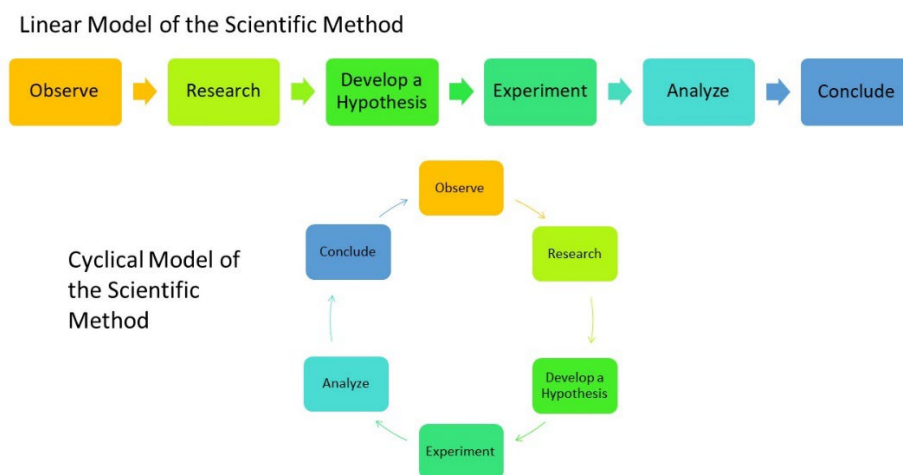 Linear Model of the Scientific Method
Observe
Research
Develop a
Hypothesis
Experiment
Analyze
Conclude
Observe
Research
Develop a
Hypothesis
Experiment
Analyze
Conclude
Cyclical Model of
the Scientific
Method